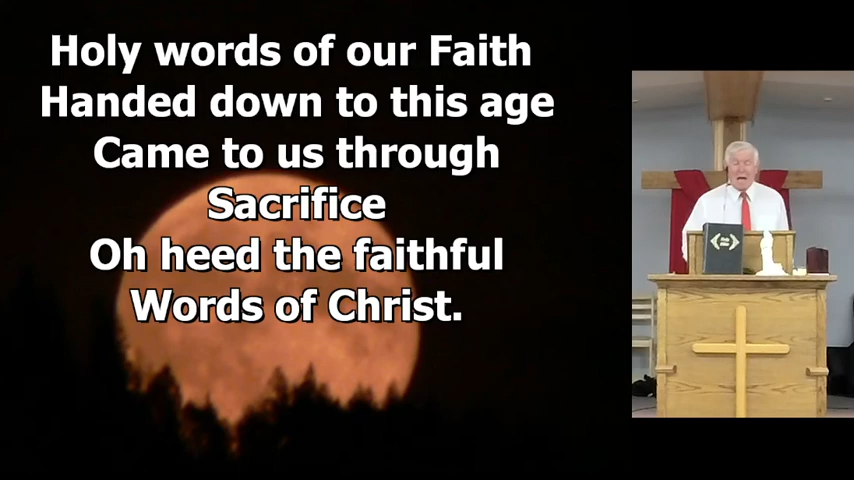 Holy words of our Faith
Handed down to this age
Came to us through
Sacrifice
Oh heed the faithful
Words of Christ.